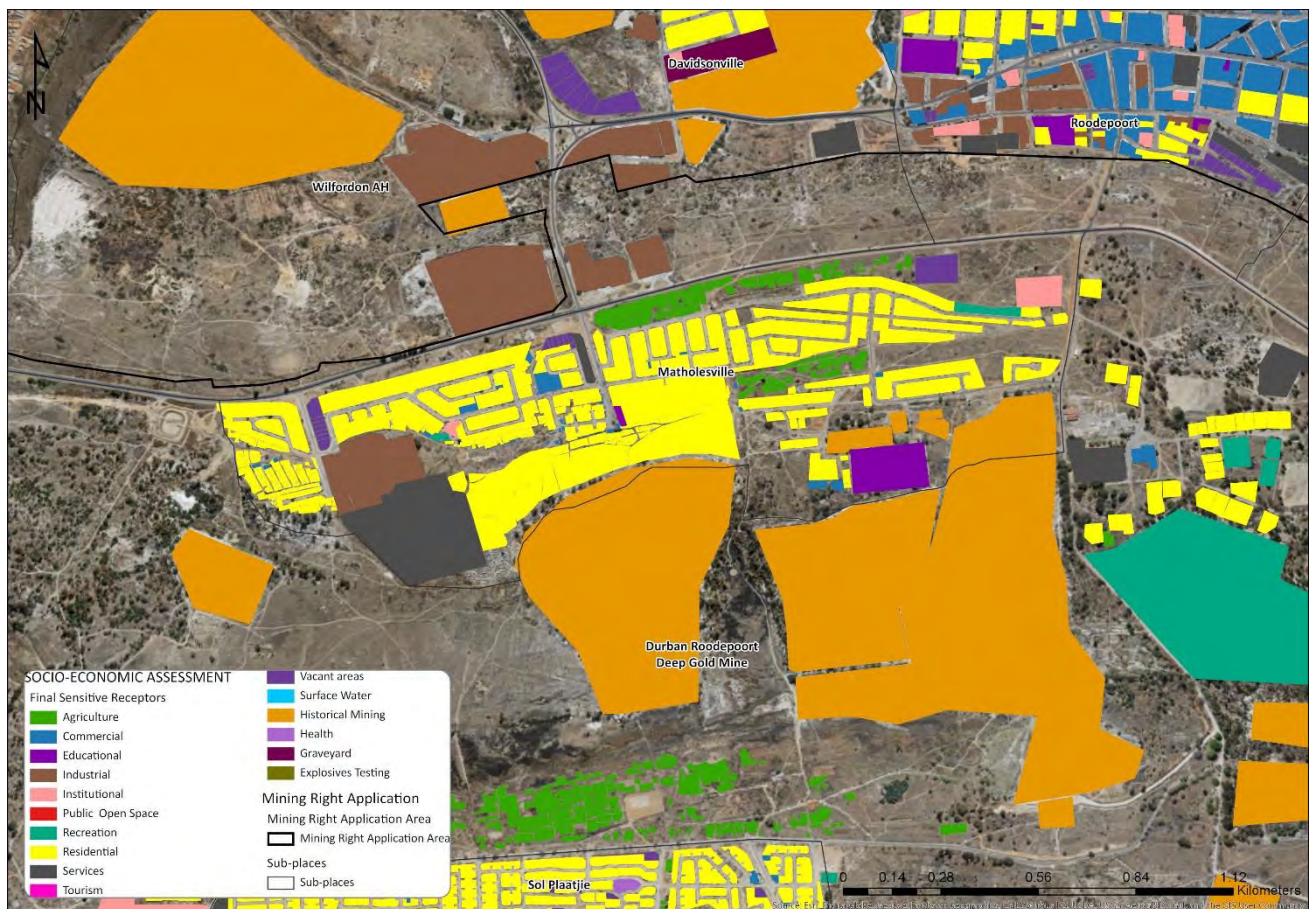 Davidsonville
Roodepoort
Wilfordon AH
Matholesville
Durban Roodepoort
Deep Gold Mine
Sol Plaatjie
N
SOCIO-ECONOMIC ASSESSMENT
Final Sensitive Receptors
Agriculture
Commercial
Educational
Industrial
Institutional
Public Open Space
Recreation
Residential
Services
Tourism
Vacant areas
Surface Water
Historical Mining
Health
Graveyard
Explosives Testing
Mining Right Application
Mining Right Application Area
Mining Right Application Area
Sub-places
Sub-places
0 0.14 0.28 0.56 0.84 1.12
Kilometers